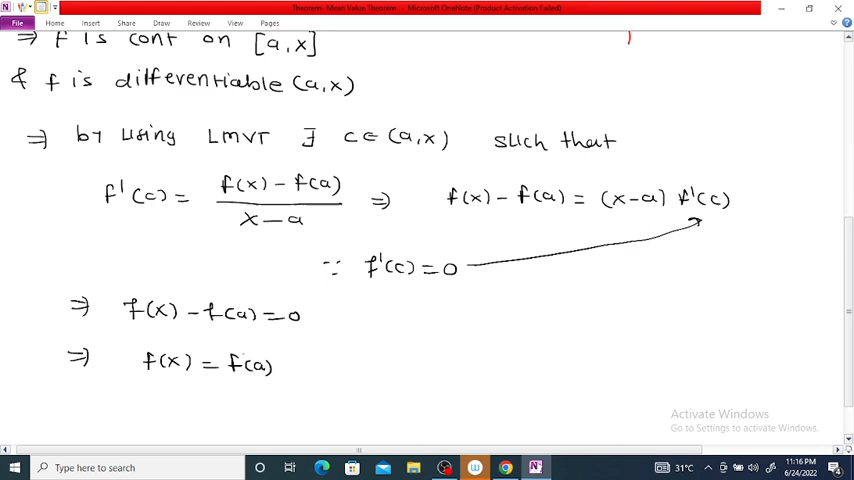 Theorem- Mean Value Theorem - Microsoft OneNote (Product Activation Failed)
File Home Insert Share Draw Review View Pages
⇒ f is cont on [a,x]
& f is differentiable (a,x)
⇒ by using LMVT ∃ c∈(a,x) such that
f'(c) = f(x)-f(a) / x-a ⇒ f(x)-f(a) = (x-a) f'(c)
∵ f'(c) = 0
⇒ f(x) - f(a) = 0
⇒ f(x) = f(a)
Activate Windows
Go to Settings to activate Windows.
Type here to search
31°C
11:16 PM
6/24/2022
4